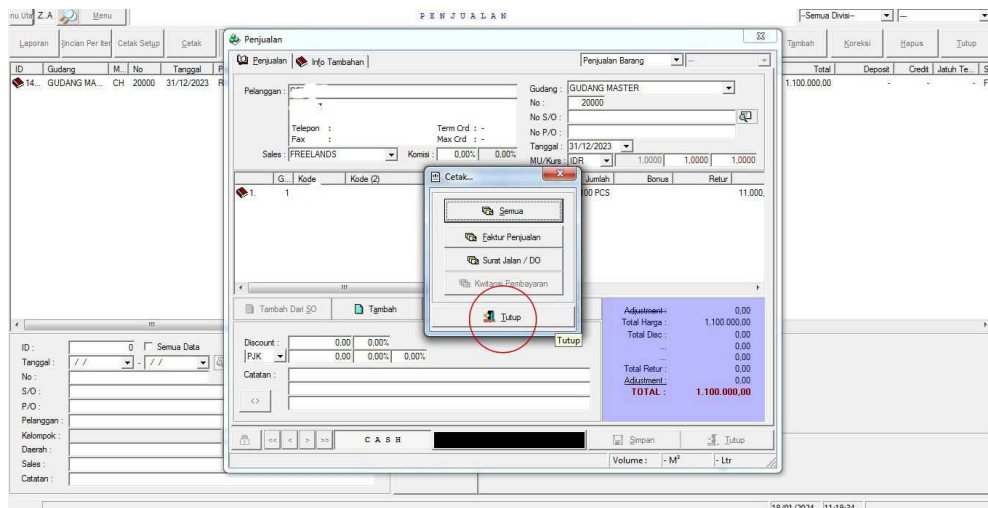 nu Uta Z.A Menu PENJUALAN --Semua Divisi-- --
Laporan Rincian Per Iter Cetak Setup Cetak Tambah Koreksi Hapus Tutup
ID Gudang M... No Tanggal P Total Deposit Credit Jatuh Te... S
14... GUDANG MA... CH 20000 31/12/2023 R 1.100.000,00 - - - F
Penjualan
Penjualan Info Tambahan Penjualan Barang --
Pelanggan : Gudang : GUDANG MASTER
No : 20000
No S/O :
Telepon : Term Crd : - No P/O :
Fax : Max Crd : - Tanggal : 31/12/2023
Sales : FREELANDS Komisi : 0,00% 0,00% MU/Kurs : IDR 1,0000 1,0000 1,0000
G... Kode Kode (2) Jumlah Bonus Retur
1. 1 00 PCS 11.000,
Cetak...
Semua
Faktur Penjualan
Surat Jalan / DO
Kwitansi Pembayaran
Tutup
Tutup
Tambah Dari SO Tambah
Discount : 0,00 0,00%
PJK 0,00 0,00% 0,00%
Catatan :
<>
Adjustment : 0,00
Total Harga : 1.100.000,00
Total Disc : 0,00
... 0,00
... 0,00
Total Retur : 0,00
Adjustment : 0,00
TOTAL : 1.100.000,00
<< < > >> CASH Simpan Tutup
Volume : - M³ - Ltr
ID : 0 Semua Data
Tanggal : / / - / /
No :
S/O :
P/O :
Pelanggan :
Kelompok :
Daerah :
Sales :
Catatan :
18/01/2024 11:18:34